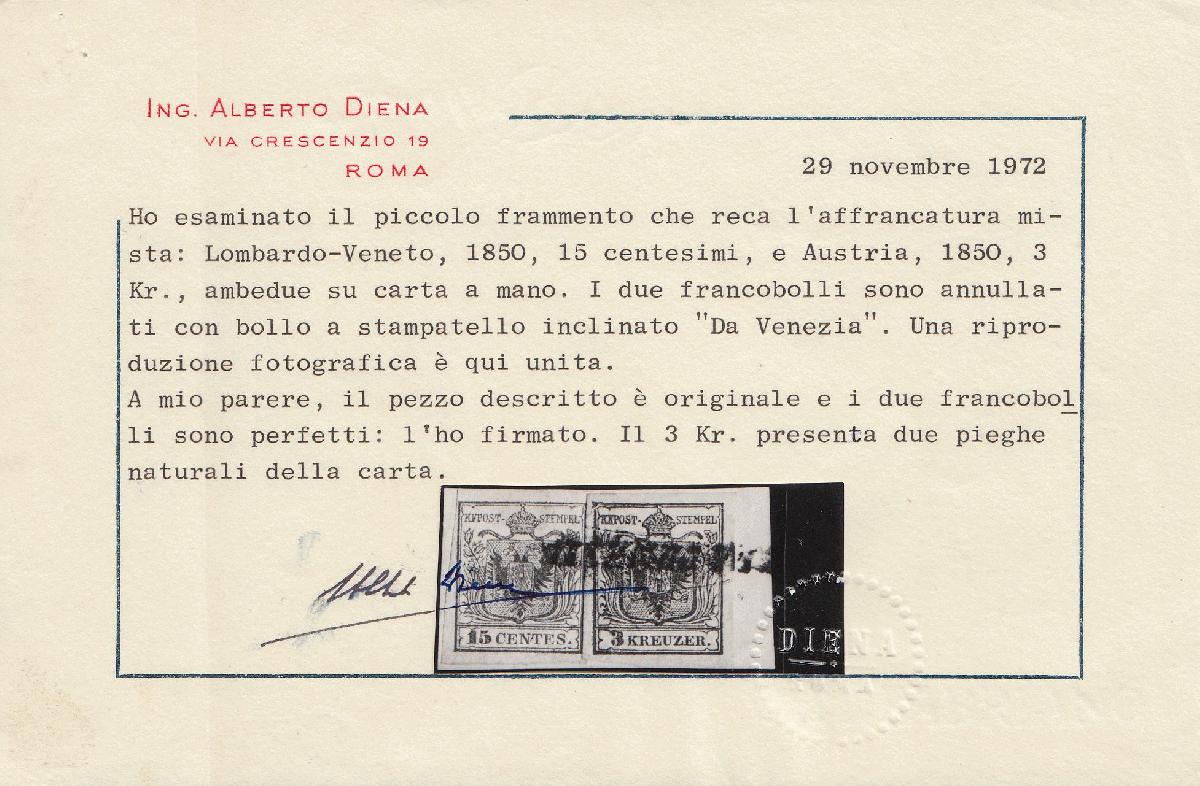 ING. ALBERTO DIENA
VIA CRESCENZIO 19
ROMA
29 novembre 1972
Ho esaminato il piccolo frammento che reca l'affrancatura mi-
sta: Lombardo-Veneto, 1850, 15 centesimi, e Austria, 1850, 3
Kr., ambedue su carta a mano. I due francobolli sono annulla-
ti con bollo a stampatello inclinato "Da Venezia". Una ripro-
duzione fotografica è qui unita.
A mio parere, il pezzo descritto è originale e i due francobol
li sono perfetti: l'ho firmato. Il 3 Kr. presenta due pieghe
naturali della carta.
KKPOST- STEMPEL
KKPOST- STEMPEL
15 CENTES.
3 KREUZER.
DIENA